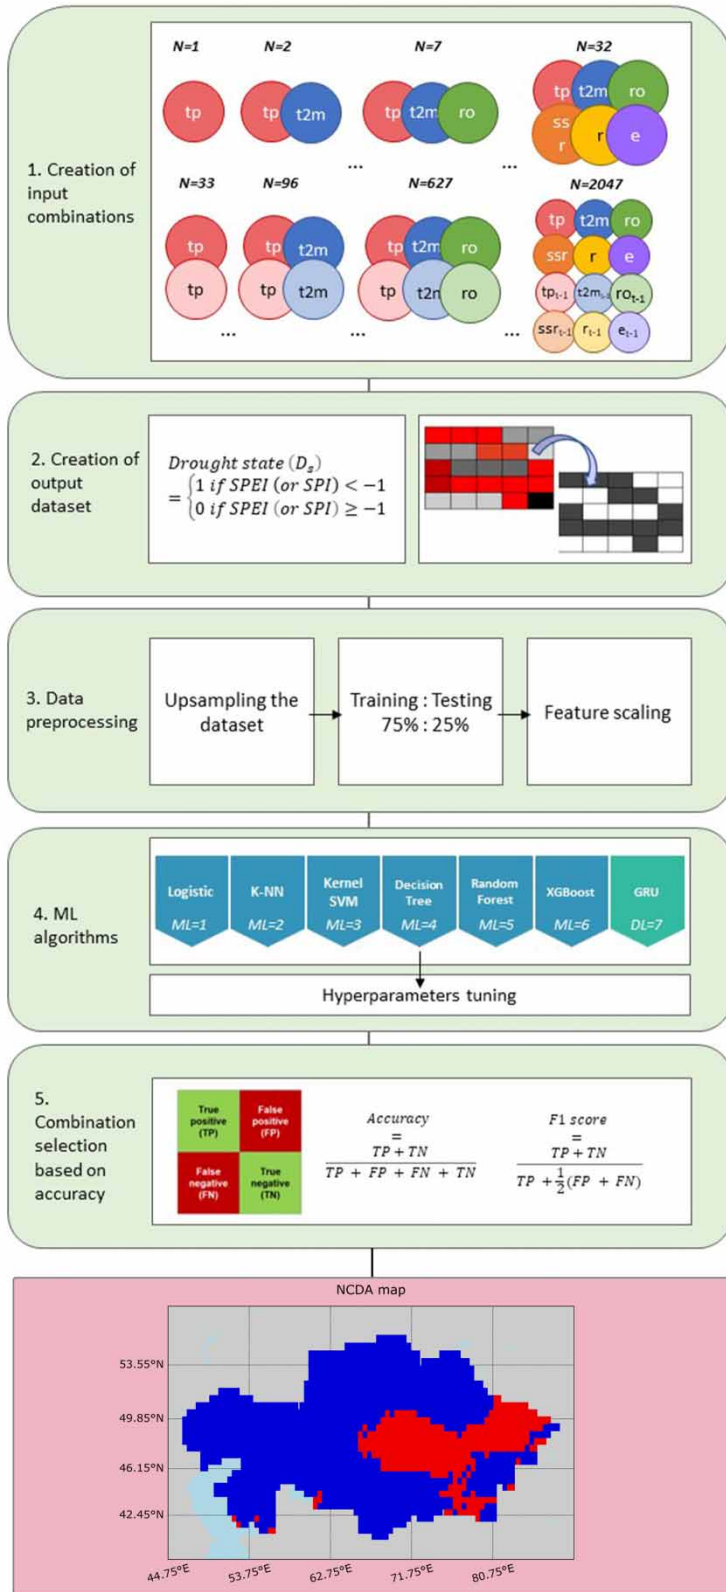 1. Creation of
input
combinations
N=1
N=2
N=7
N=32
tp
tp
t2m
tp
t2m
ro
tp
t2m
ro
ss
r
r
e
...
...
N=33
N=96
N=627
N=2047
tp
tp
t2m
tp
t2m
ro
tp
t2m
ro
ssr
r
e
tp
tp
t2m
tp
t2m
ro
tpt-1
t2mt-1
rot-1
ssrt-1
rt-1
et-1
...
...
...
2. Creation of
output
dataset
Drought state (Ds)
= {1 if SPEI (or SPI) < −1
0 if SPEI (or SPI) ≥ −1
3. Data
preprocessing
Upsampling the
dataset
Training : Testing
75% : 25%
Feature scaling
4. ML
algorithms
Logistic
ML=1
K-NN
ML=2
Kernel
SVM
ML=3
Decision
Tree
ML=4
Random
Forest
ML=5
XGBoost
ML=6
GRU
DL=7
Hyperparameters tuning
5.
Combination
selection
based on
accuracy
True
positive
(TP)
False
positive
(FP)
False
negative
(FN)
True
negative
(TN)
Accuracy
=
TP + TN
TP + FP + FN + TN
F1 score
=
TP + TN
TP + 1/2 (FP + FN)
NCDA map
53.55°N
49.85°N
46.15°N
42.45°N
44.75°E
53.75°E
62.75°E
71.75°E
80.75°E